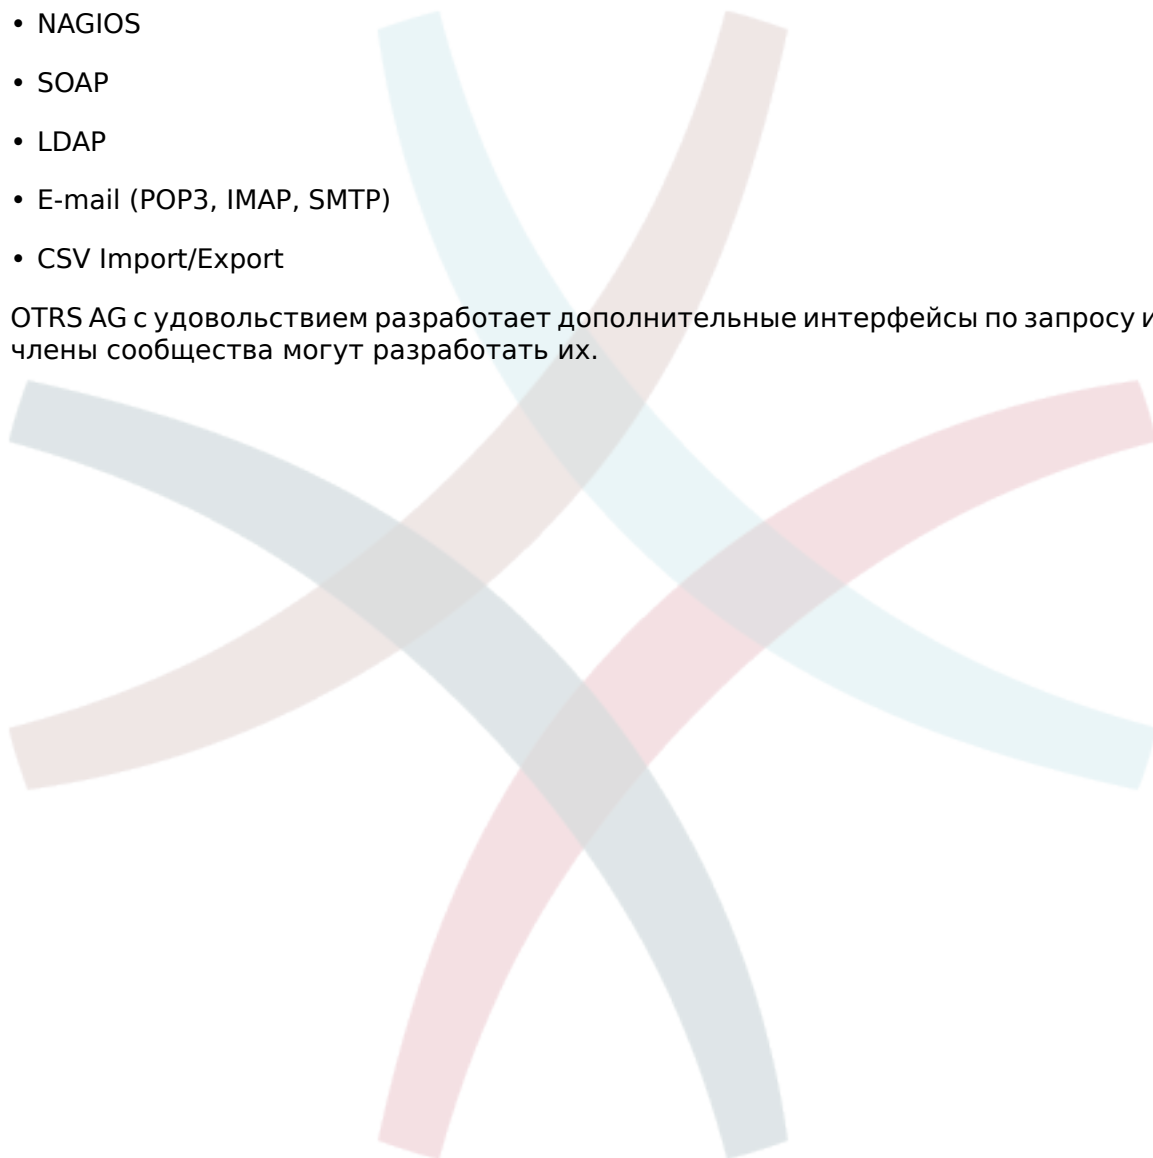 • NAGIOS
• SOAP
• LDAP
• E-mail (POP3, IMAP, SMTP)
• CSV Import/Export
OTRS AG с удовольствием разработает дополнительные интерфейсы по запросу и
члены сообщества могут разработать их.